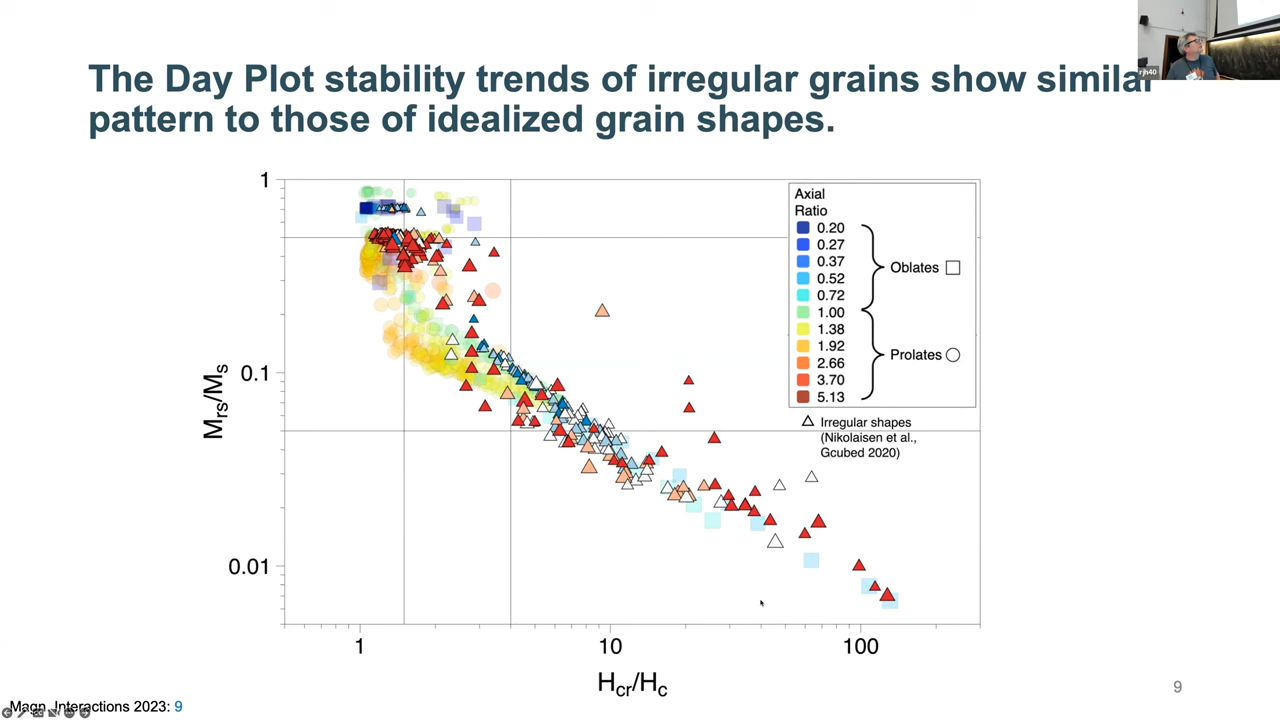 rjh40
The Day Plot stability trends of irregular grains show similar
pattern to those of idealized grain shapes.
Axial
Ratio
0.20
0.27
0.37
0.52
0.72
1.00
1.38
1.92
2.66
3.70
5.13
Oblates
Prolates
Irregular shapes
(Nikolaisen et al.,
Gcubed 2020)
1
0.1
0.01
Mrs/Ms
1
10
100
Hcr/Hc
9
Magn. Interactions 2023: 9